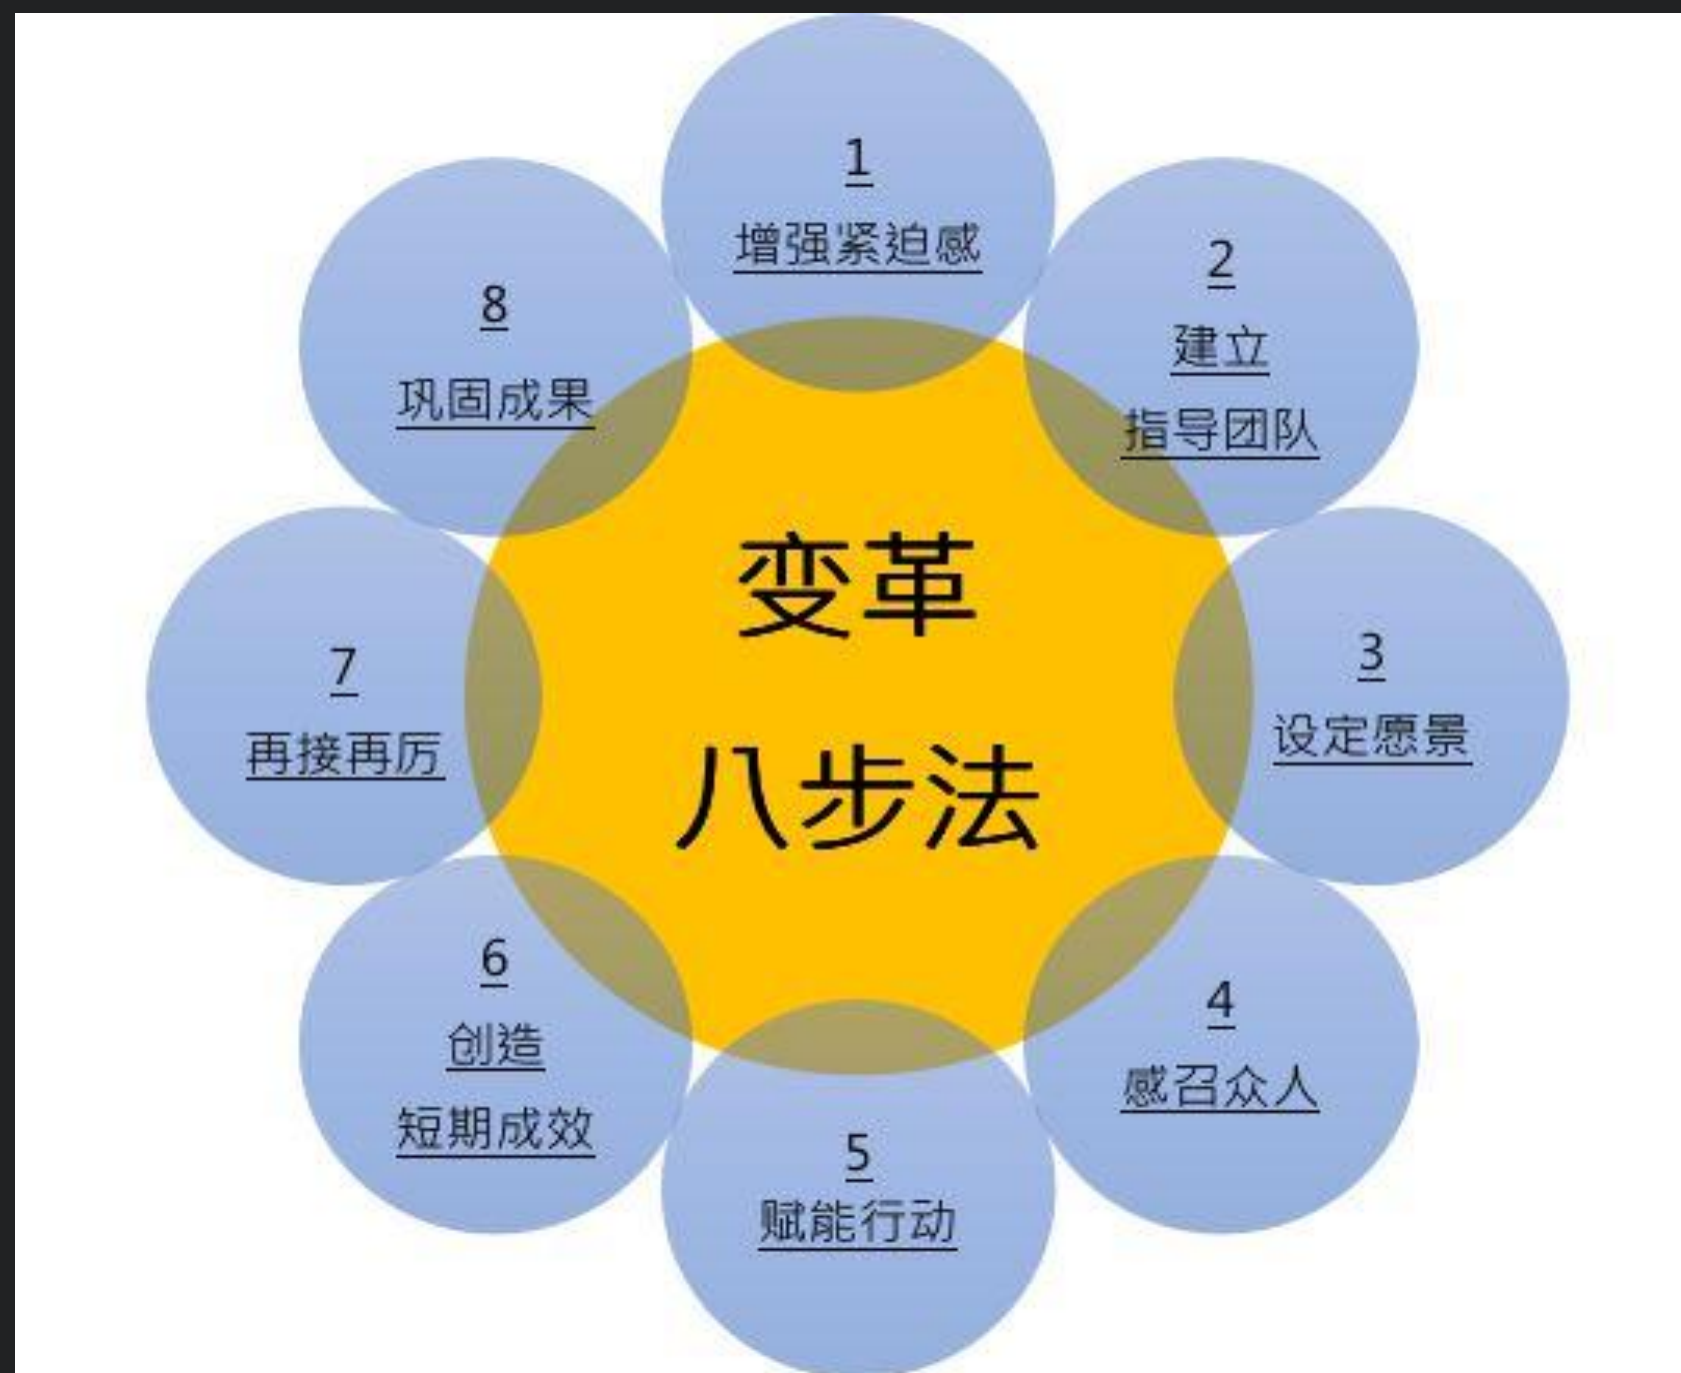 变革
八步法
1
增强紧迫感
2
建立
指导团队
3
设定愿景
4
感召众人
5
赋能行动
6
创造
短期成效
7
再接再厉
8
巩固成果